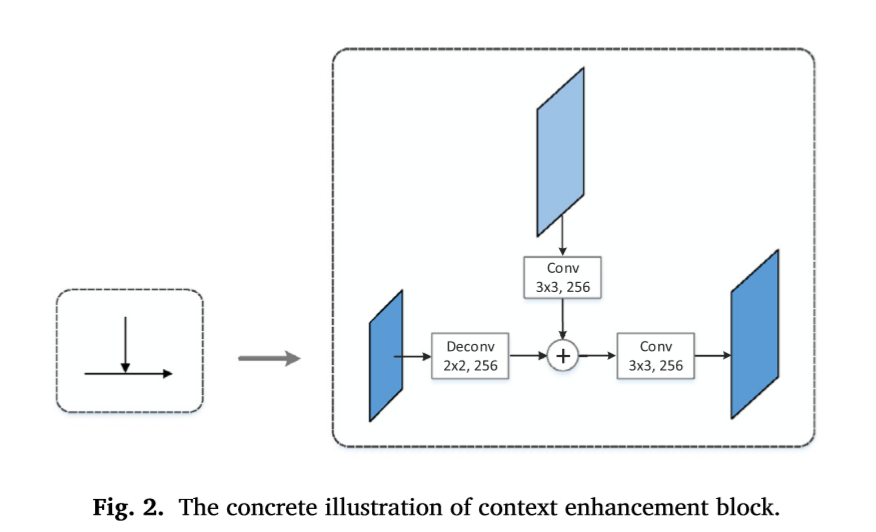 Conv
3x3, 256
Deconv
2x2, 256
+
Conv
3x3, 256
Fig. 2. The concrete illustration of context enhancement block.